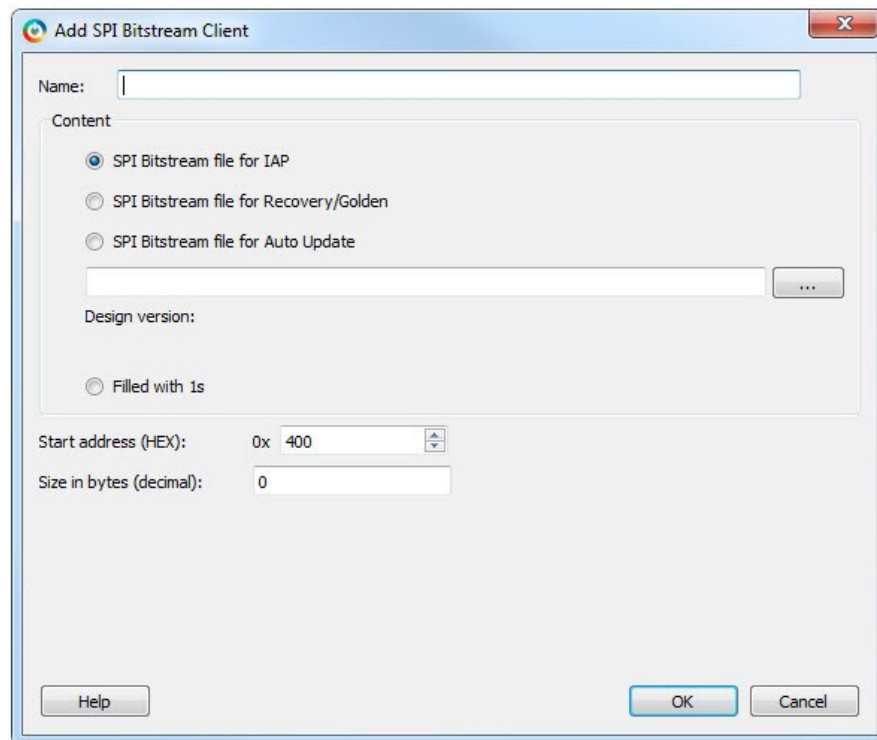 Add SPI Bitstream Client
Name:
Content
SPI Bitstream file for IAP
SPI Bitstream file for Recovery/Golden
SPI Bitstream file for Auto Update
...
Design version:
Filled with 1s
Start address (HEX): 0x 400
Size in bytes (decimal): 0
Help OK Cancel